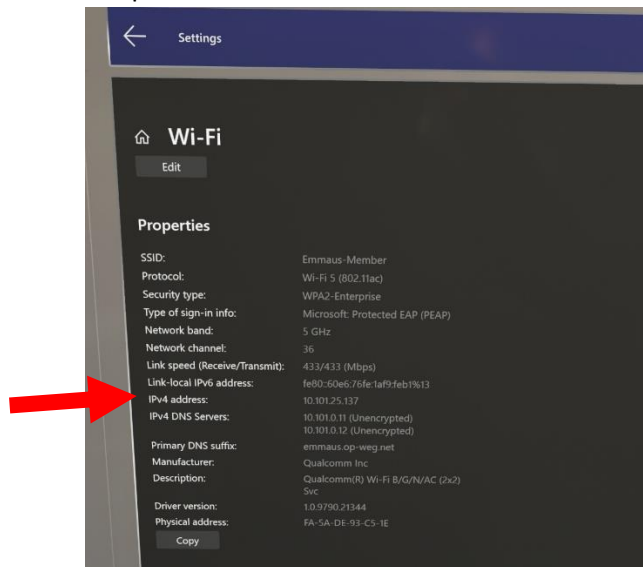 Settings
Wi-Fi
Edit
Properties
SSID: Emmaus-Member
Protocol: Wi-Fi 5 (802.11ac)
Security type: WPA2-Enterprise
Type of sign-in info: Microsoft: Protected EAP (PEAP)
Network band: 5 GHz
Network channel: 36
Link speed (Receive/Transmit): 433/433 (Mbps)
Link-local IPv6 address: fe80::60e6:76fe:1af9:feb1%13
IPv4 address: 10.101.25.137
IPv4 DNS Servers: 10.101.0.11 (Unencrypted)
10.101.0.12 (Unencrypted)
Primary DNS suffix: emmaus.op-weg.net
Manufacturer: Qualcomm Inc
Description: Qualcomm(R) Wi-Fi B/G/N/AC (2x2)
Svc
Driver version: 1.0.9790.21344
Physical address: FA-5A-DE-93-C5-1E
Copy